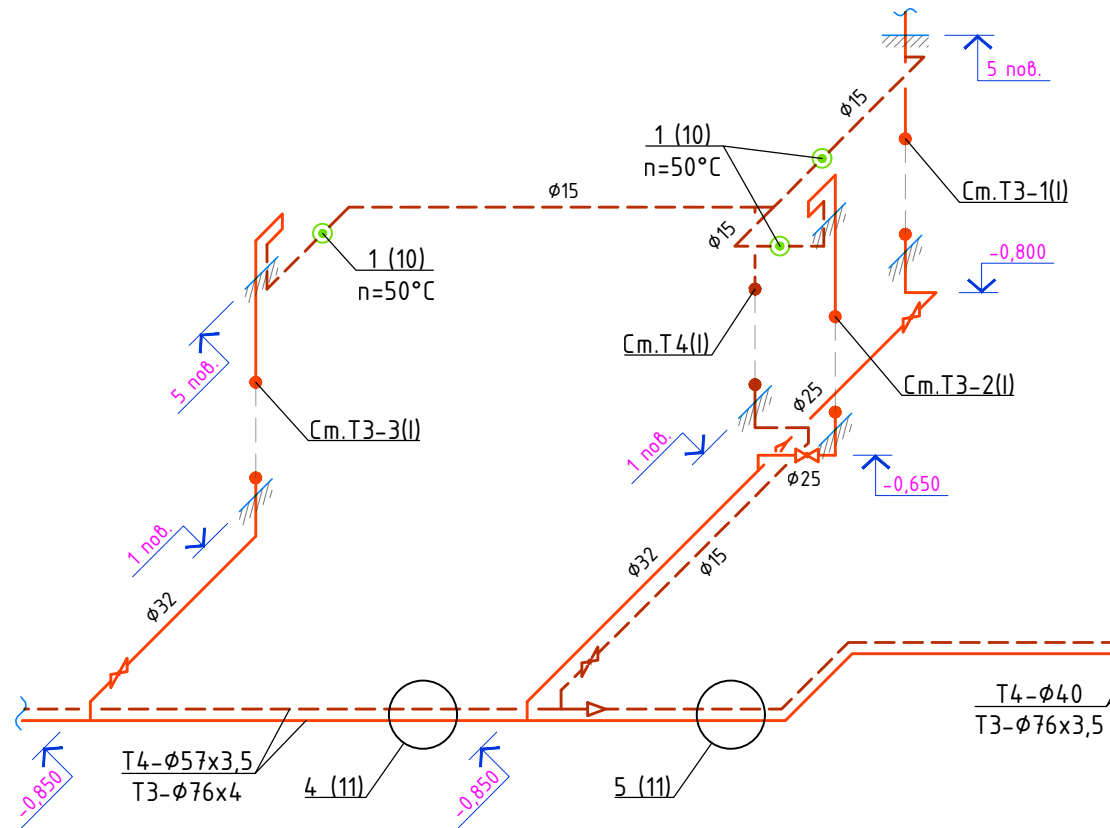 5 пов.
Ø15
1 (10)
n=50°C
Ст.Т3-1(І)
Ø15
Ø15
-0,800
1 (10)
n=50°C
Ст.Т4(І)
5 пов.
Ø25
Ст.Т3-2(І)
Ст.Т3-3(І)
1 пов.
Ø25
-0,650
1 пов.
Ø32
Ø15
Ø32
Т4-Ø40
Т3-Ø76х3,5
Т4-Ø57х3,5
Т3-Ø76х4
4 (11)
5 (11)
-0,850
-0,850